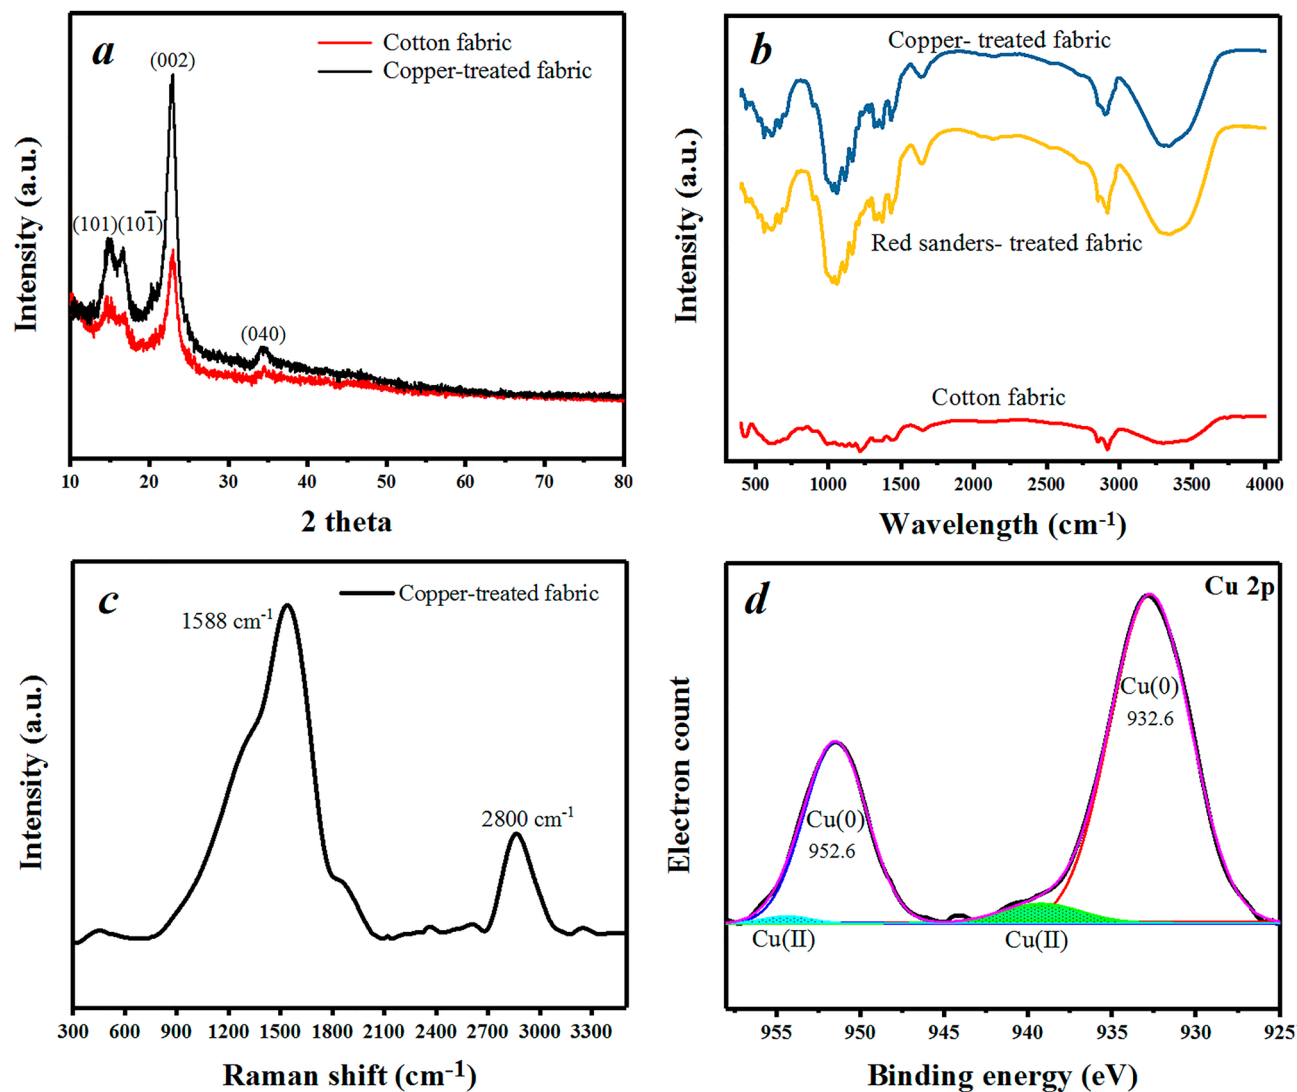 a
Cotton fabric
Copper-treated fabric
(002)
(101)(101̅)
(040)
Intensity (a.u.)
10 20 30 40 50 60 70 80
2 theta
b
Copper- treated fabric
Red sanders- treated fabric
Cotton fabric
Intensity (a.u.)
500 1000 1500 2000 2500 3000 3500 4000
Wavelength (cm-1)
c
Copper-treated fabric
1588 cm-1
2800 cm-1
Intensity (a.u.)
300 600 900 1200 1500 1800 2100 2400 2700 3000 3300
Raman shift (cm-1)
d
Cu 2p
Cu(0)
932.6
Cu(0)
952.6
Cu(II)
Cu(II)
Electron count
955 950 945 940 935 930 925
Binding energy (eV)